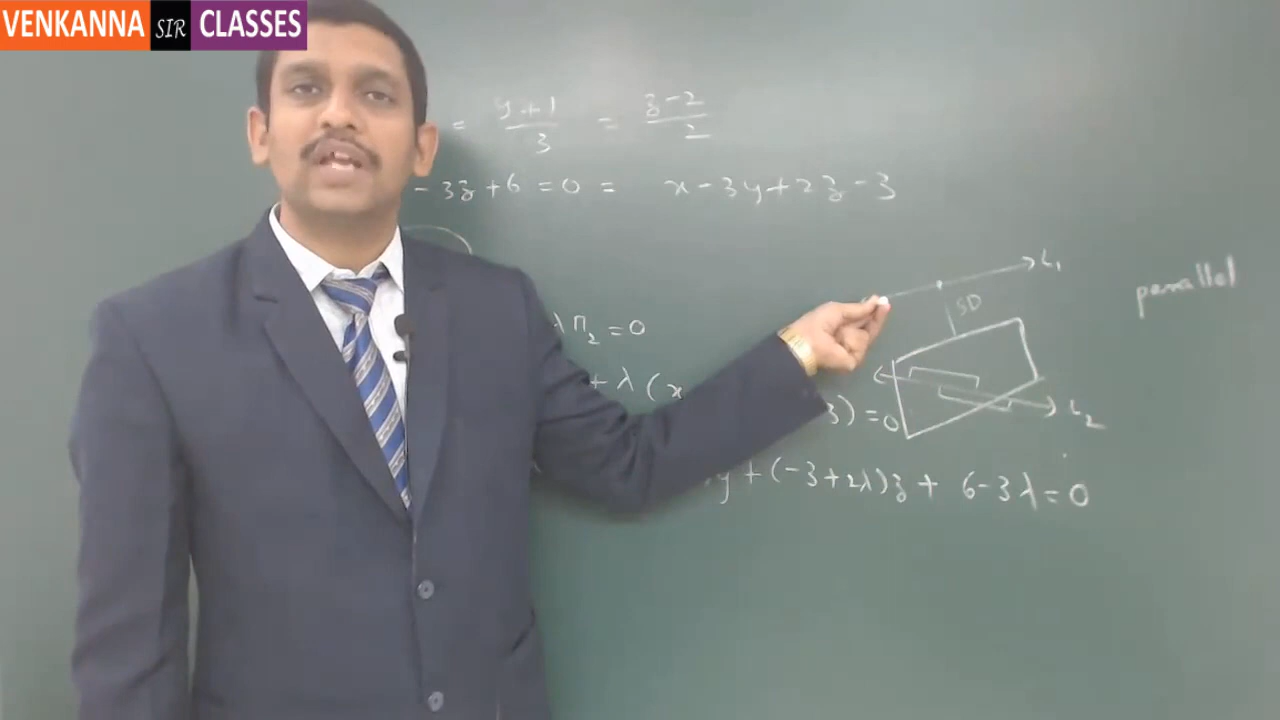 VENKANNA SIR CLASSES
= y+1/3 = z-2/2
-3z+6 =0 = x-3y+2z-3
L₁
parallel
SD
λπ₂=0
+ λ (x
3)=0
L₂
y+(-3+2λ)z+ 6-3λ=0